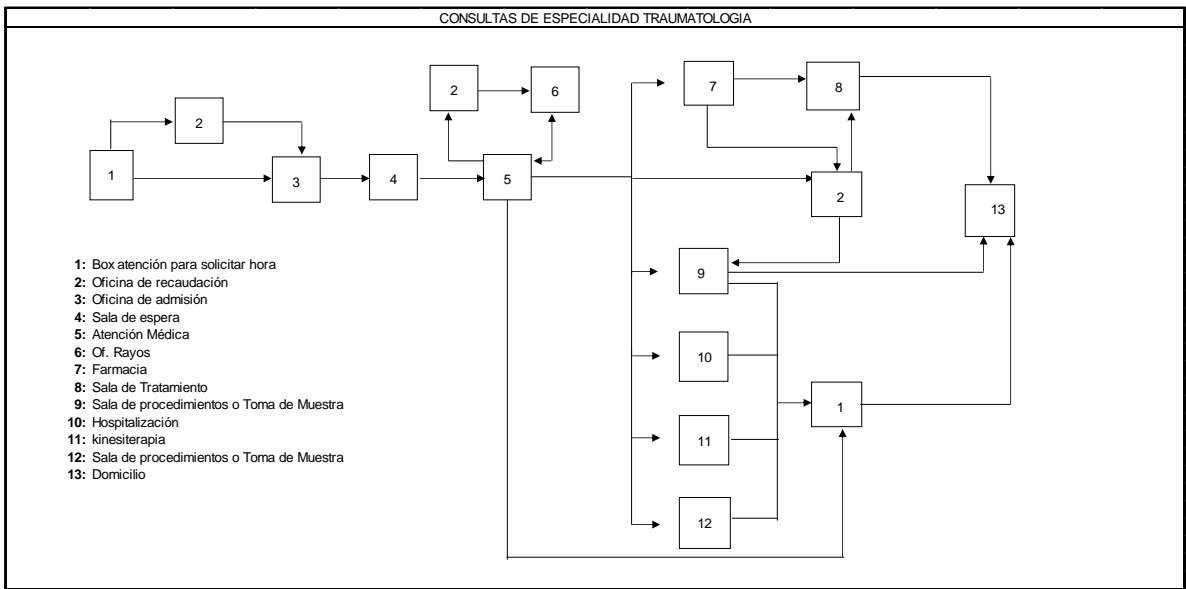 CONSULTAS DE ESPECIALIDAD TRAUMATOLOGIA
2
6
7
8
2
1
3
4
5
2
13
9
10
11
12
1
1: Box atención para solicitar hora
2: Oficina de recaudación
3: Oficina de admisión
4: Sala de espera
5: Atención Médica
6: Of. Rayos
7: Farmacia
8: Sala de Tratamiento
9: Sala de procedimientos o Toma de Muestra
10: Hospitalización
11: kinesiterapia
12: Sala de procedimientos o Toma de Muestra
13: Domicilio